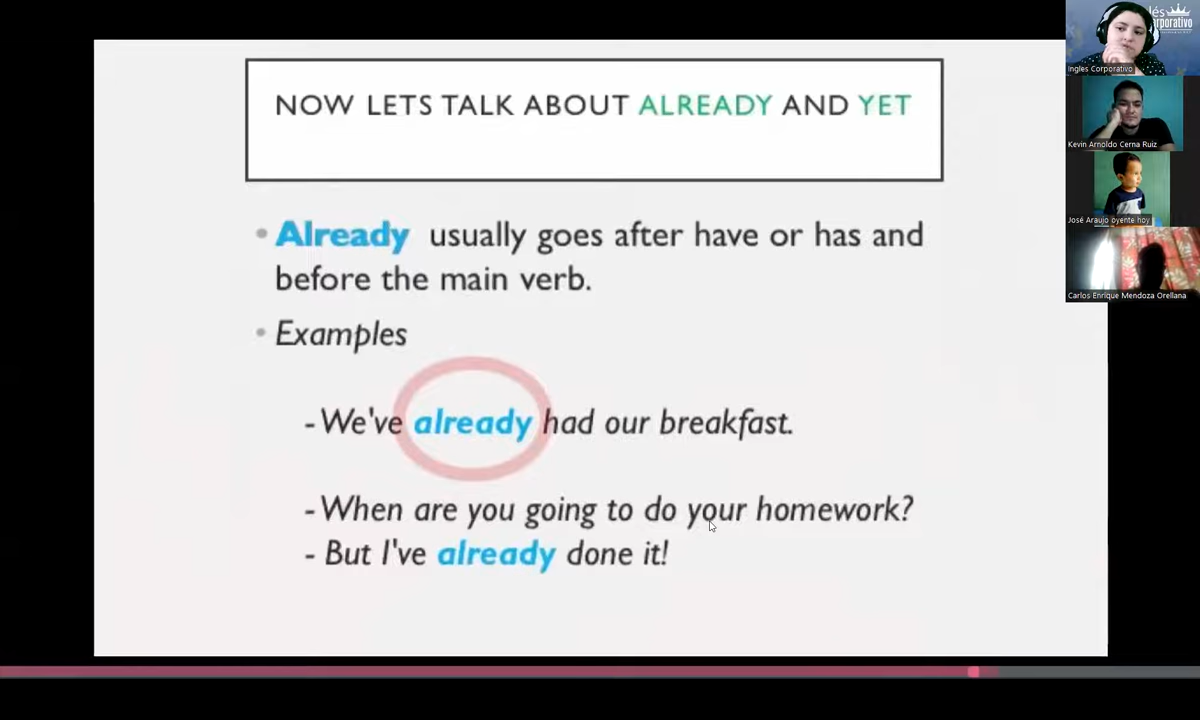 NOW LETS TALK ABOUT ALREADY AND YET
• Already usually goes after have or has and
before the main verb.
• Examples
- We've already had our breakfast.
- When are you going to do your homework?
- But I've already done it!
Ingles Corporativo
Kevin Arnoldo Cerna Ruiz
José Araujo oyente hoy
Carlos Enrique Mendoza Orellana